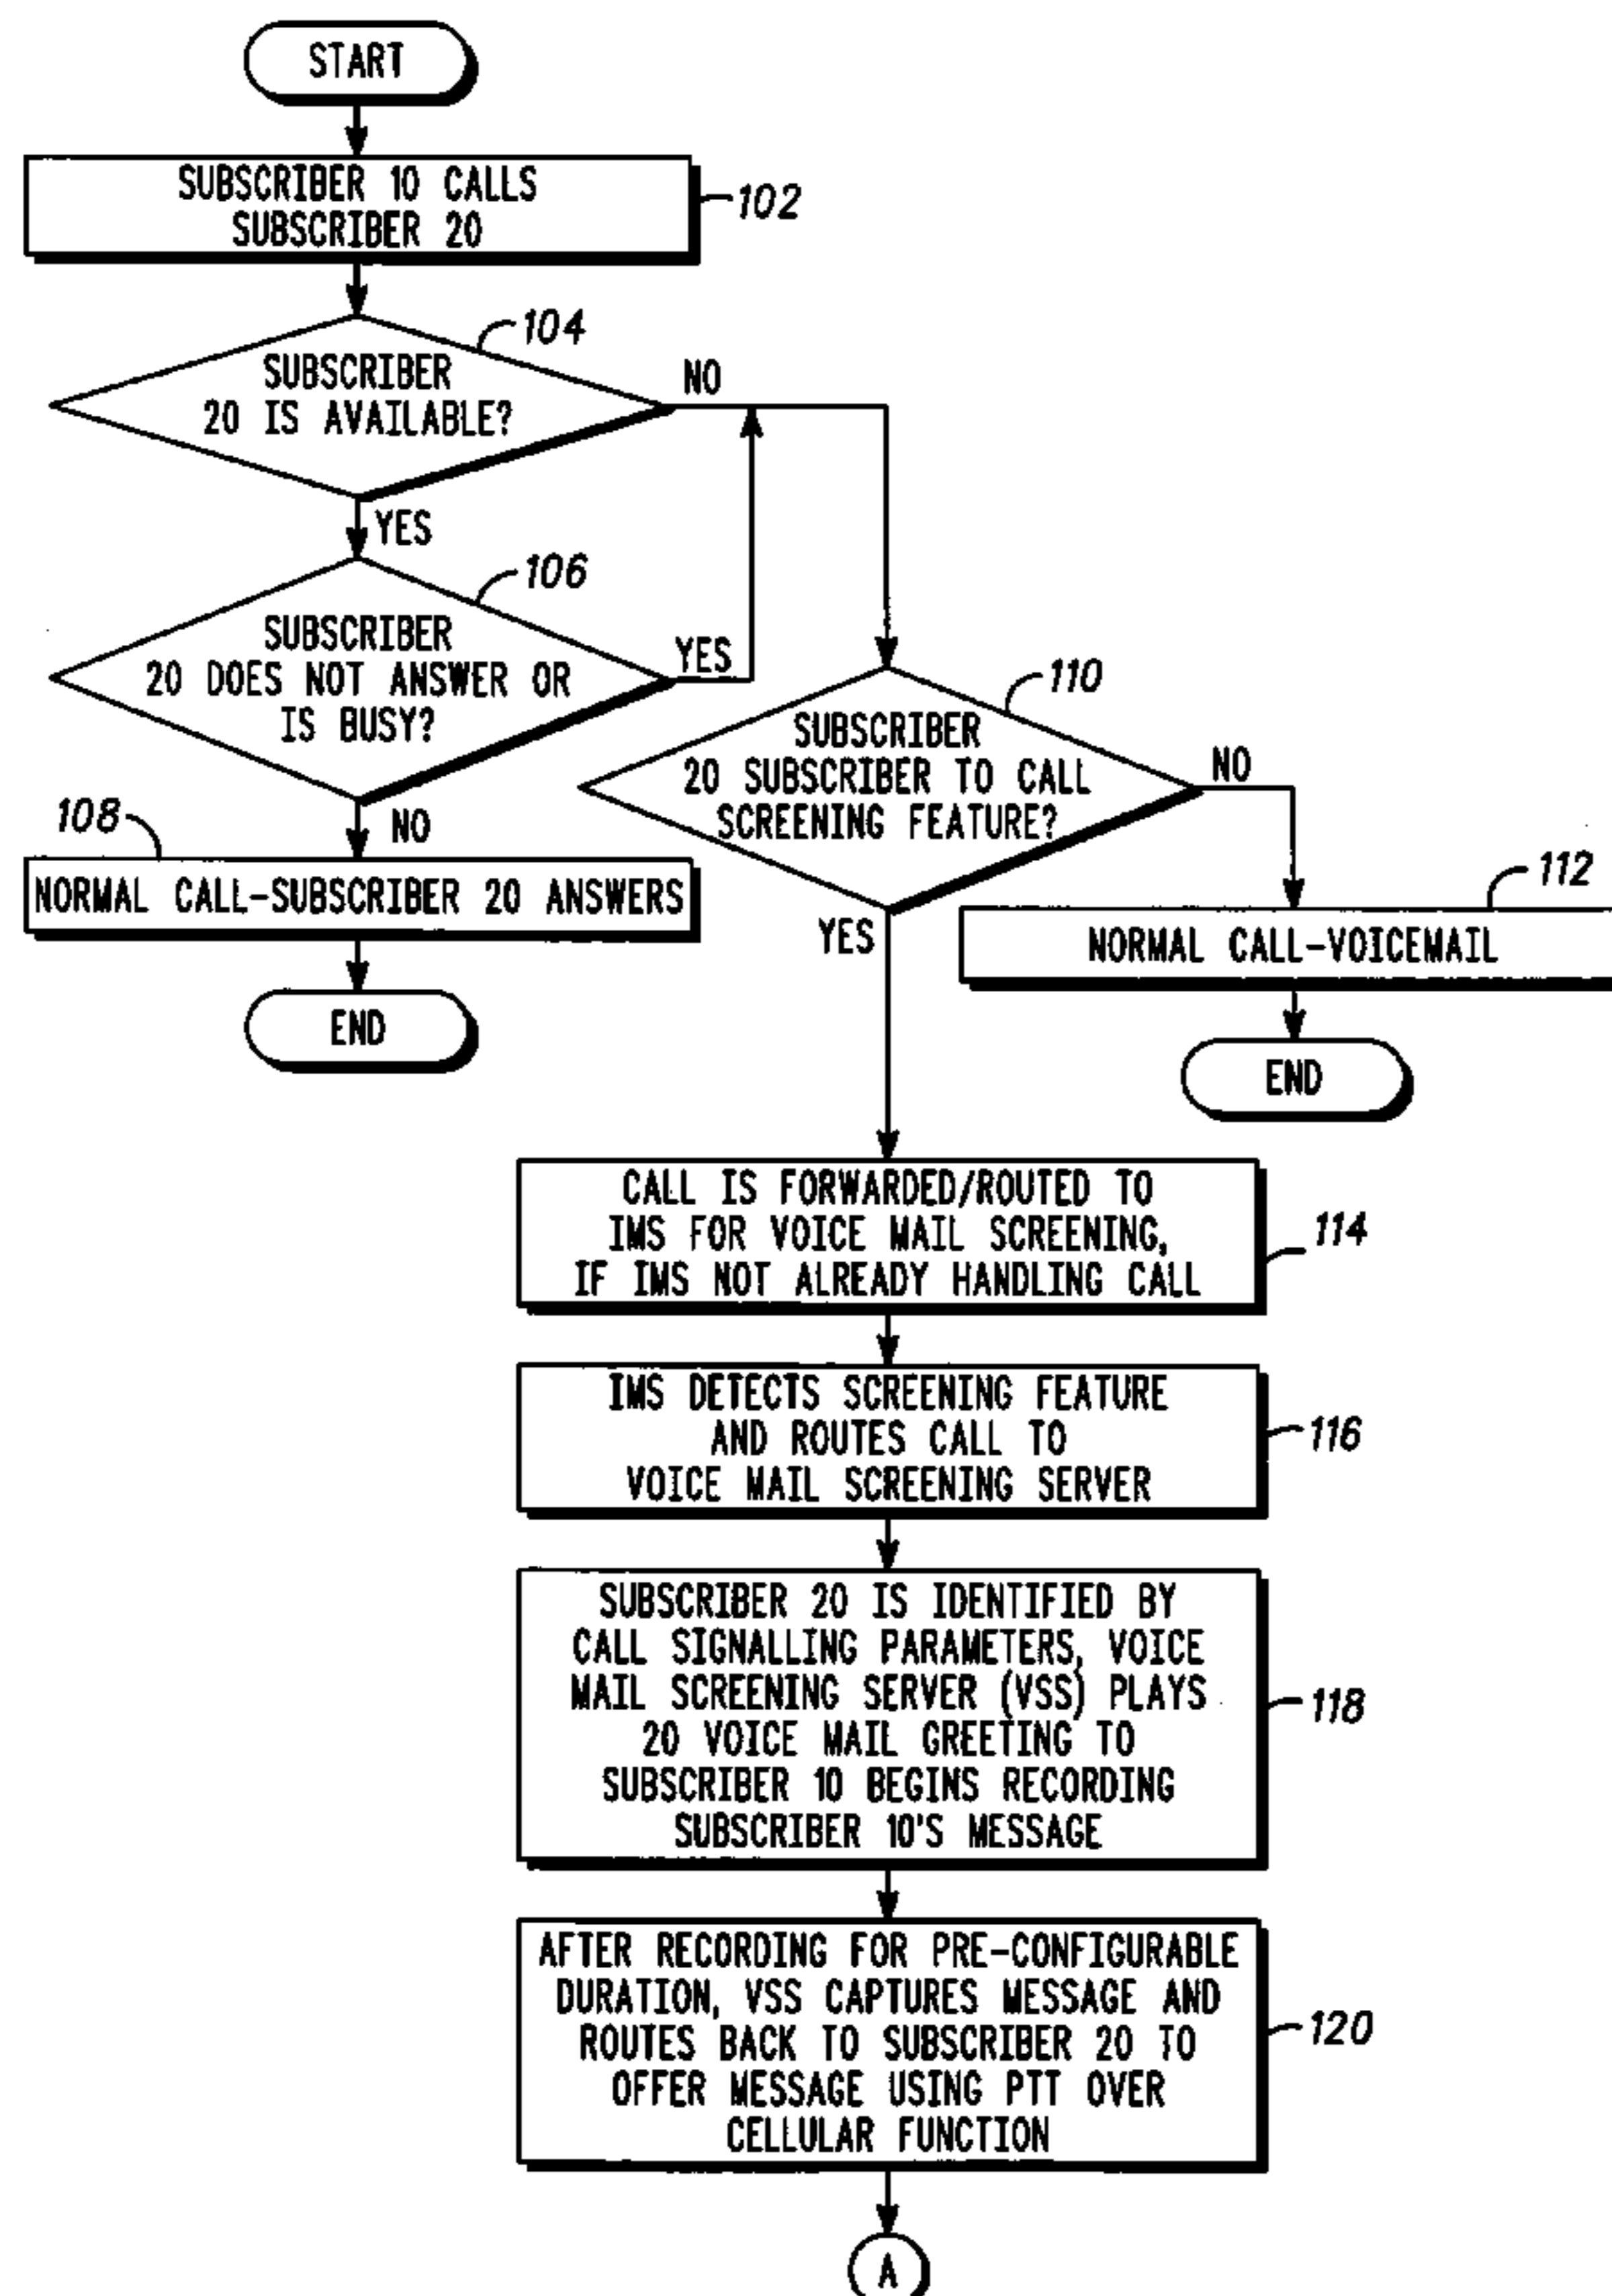 START
SUBSCRIBER 10 CALLS
SUBSCRIBER 20
102
104
SUBSCRIBER
20 IS AVAILABLE?
NO
YES
106
SUBSCRIBER
20 DOES NOT ANSWER OR
IS BUSY?
YES
NO
108
NORMAL CALL-SUBSCRIBER 20 ANSWERS
END
110
SUBSCRIBER
20 SUBSCRIBER TO CALL
SCREENING FEATURE?
NO
YES
112
NORMAL CALL-VOICEMAIL
END
CALL IS FORWARDED/ROUTED TO
IMS FOR VOICE MAIL SCREENING,
IF IMS NOT ALREADY HANDLING CALL
114
IMS DETECTS SCREENING FEATURE
AND ROUTES CALL TO
VOICE MAIL SCREENING SERVER
116
SUBSCRIBER 20 IS IDENTIFIED BY
CALL SIGNALLING PARAMETERS, VOICE
MAIL SCREENING SERVER (VSS) PLAYS
20 VOICE MAIL GREETING TO
SUBSCRIBER 10 BEGINS RECORDING
SUBSCRIBER 10'S MESSAGE
118
AFTER RECORDING FOR PRE-CONFIGURABLE
DURATION, VSS CAPTURES MESSAGE AND
ROUTES BACK TO SUBSCRIBER 20 TO
OFFER MESSAGE USING PTT OVER
CELLULAR FUNCTION
120
A